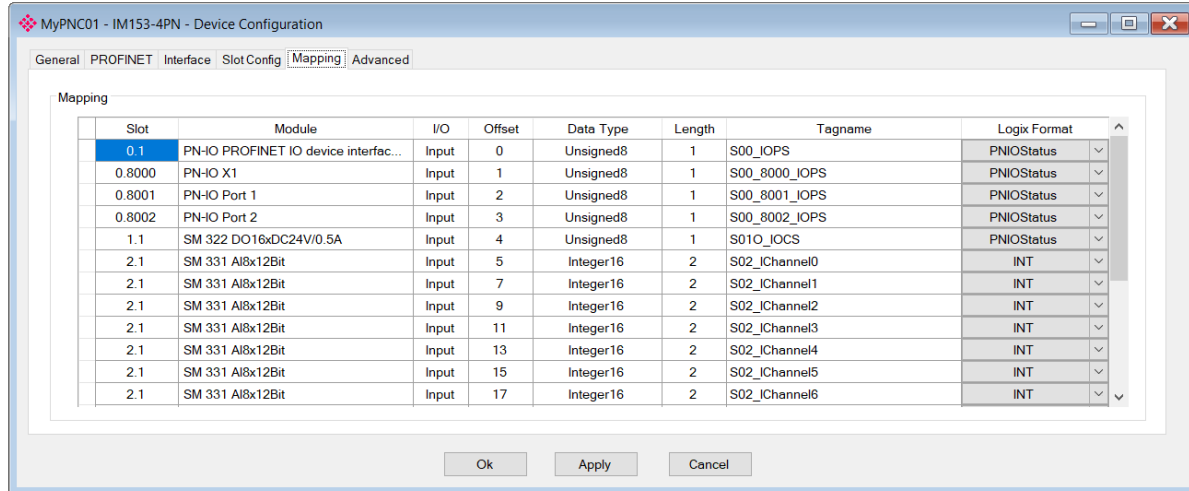 MyPNC01 - IM153-4PN - Device Configuration
General PROFINET Interface Slot Config Mapping Advanced
Mapping
Slot Module I/O Offset Data Type Length Tagname Logix Format
0.1 PN-IO PROFINET IO device interfac... Input 0 Unsigned8 1 S00_IOPS PNIOStatus
0.8000 PN-IO X1 Input 1 Unsigned8 1 S00_8000_IOPS PNIOStatus
0.8001 PN-IO Port 1 Input 2 Unsigned8 1 S00_8001_IOPS PNIOStatus
0.8002 PN-IO Port 2 Input 3 Unsigned8 1 S00_8002_IOPS PNIOStatus
1.1 SM 322 DO16xDC24V/0.5A Input 4 Unsigned8 1 S01O_IOCS PNIOStatus
2.1 SM 331 AI8x12Bit Input 5 Integer16 2 S02_IChannel0 INT
2.1 SM 331 AI8x12Bit Input 7 Integer16 2 S02_IChannel1 INT
2.1 SM 331 AI8x12Bit Input 9 Integer16 2 S02_IChannel2 INT
2.1 SM 331 AI8x12Bit Input 11 Integer16 2 S02_IChannel3 INT
2.1 SM 331 AI8x12Bit Input 13 Integer16 2 S02_IChannel4 INT
2.1 SM 331 AI8x12Bit Input 15 Integer16 2 S02_IChannel5 INT
2.1 SM 331 AI8x12Bit Input 17 Integer16 2 S02_IChannel6 INT
Ok Apply Cancel